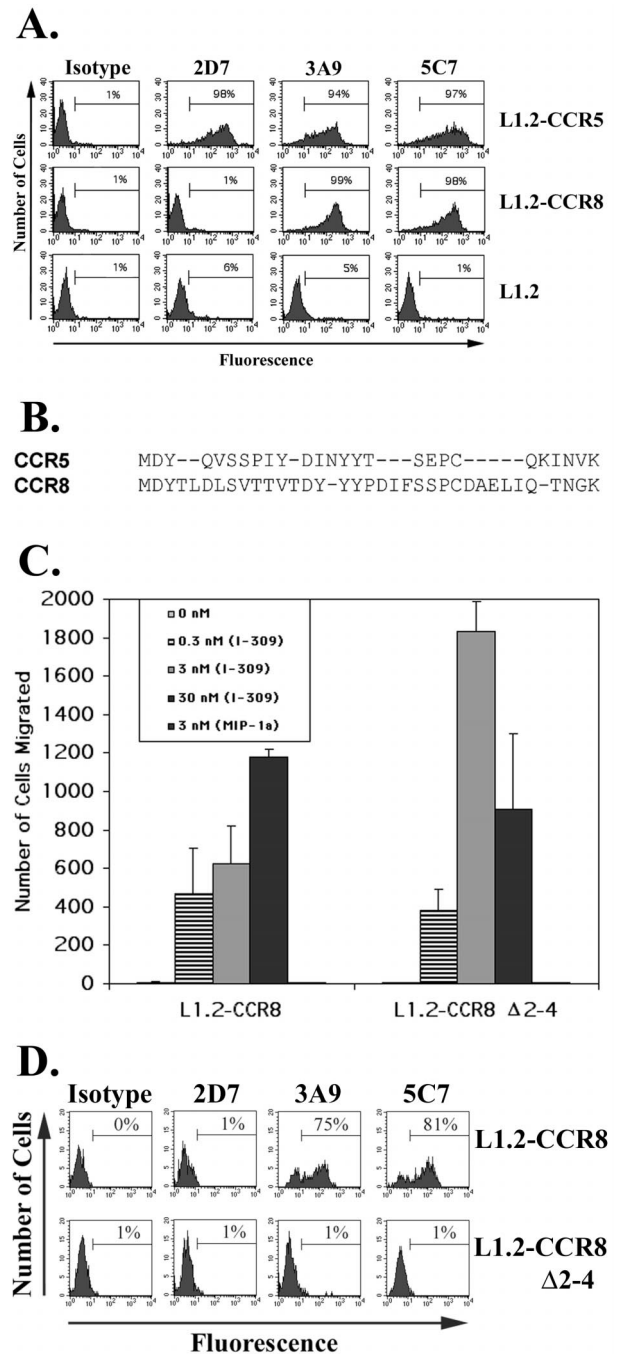 A.
Isotype 2D7 3A9 5C7
Number of Cells
1% 98% 94% 97% L1.2-CCR5
1% 1% 99% 98% L1.2-CCR8
1% 6% 5% 1% L1.2
Fluorescence
B.
CCR5 MDY--QVSSPIY-DINYYT---SEPC-----QKINVK
CCR8 MDYTLDLSVTTVTDY-YYPDIFSSPCDAELIQ-TNGK
C.
Number of Cells Migrated
2000
1800
1600
1400
1200
1000
800
600
400
200
0
0 nM
0.3 nM (I-309)
3 nM (I-309)
30 nM (I-309)
3 nM (MIP-1a)
L1.2-CCR8 L1.2-CCR8 Δ2-4
D.
Isotype 2D7 3A9 5C7
Number of Cells
0% 1% 75% 81% L1.2-CCR8
1% 1% 1% 1% L1.2-CCR8
Δ2-4
Fluorescence